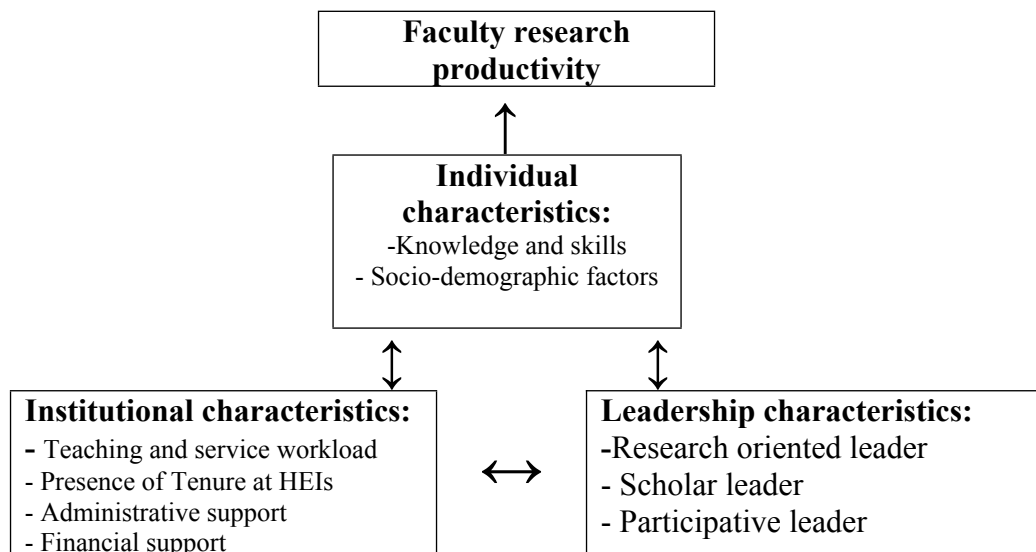 Faculty research
productivity
Individual
characteristics:
-Knowledge and skills
- Socio-demographic factors
Institutional characteristics:
- Teaching and service workload
- Presence of Tenure at HEIs
- Administrative support
- Financial support
Leadership characteristics:
-Research oriented leader
- Scholar leader
- Participative leader